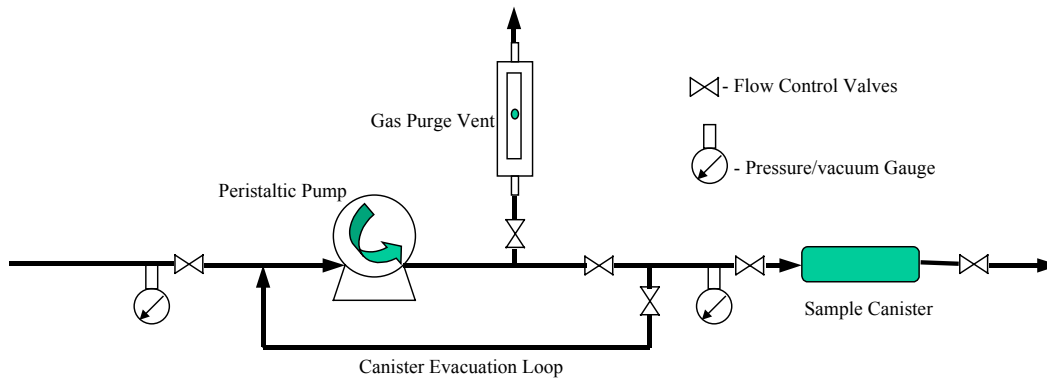 - Flow Control Valves
Gas Purge Vent
- Pressure/vacuum Gauge
Peristaltic Pump
Sample Canister
Canister Evacuation Loop